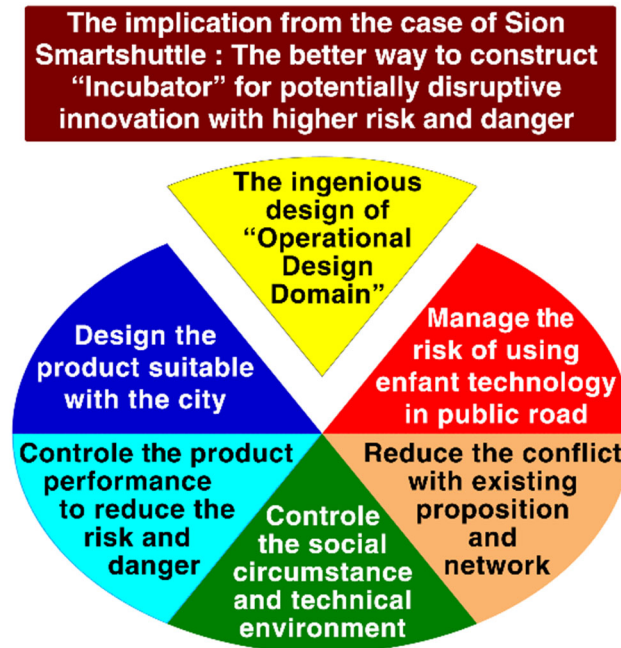 The implication from the case of Sion
Smartshuttle : The better way to construct
“Incubator” for potentially disruptive
innovation with higher risk and danger
The ingenious
design of
“Operational
Design
Domain”
Design the
product suitable
with the city
Manage the
risk of using
enfant technology
in public road
Controle the product
performance
to reduce the
risk and
danger
Controle
the social
circumstance
and technical
environment
Reduce the conflict
with existing
proposition
and
network